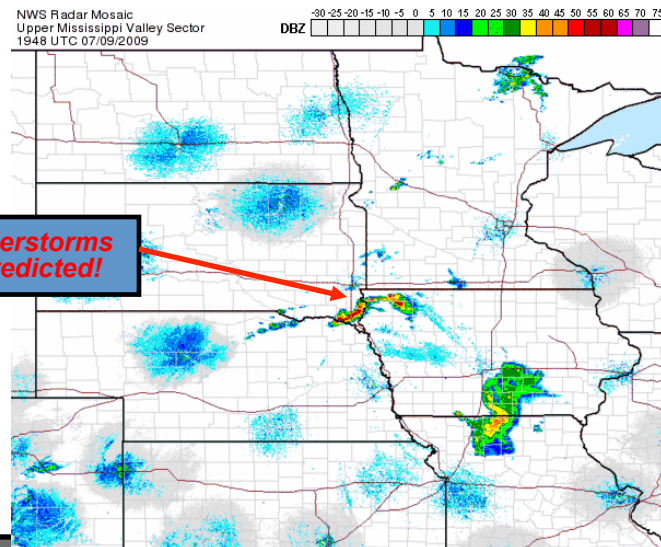 NWS Radar Mosaic
Upper Mississippi Valley Sector
1948 UTC 07/09/2009
DBZ -30 -25 -20 -15 -10 -5 0 5 10 15 20 25 30 35 40 45 50 55 60 65 70 75
erstorms
edicted!